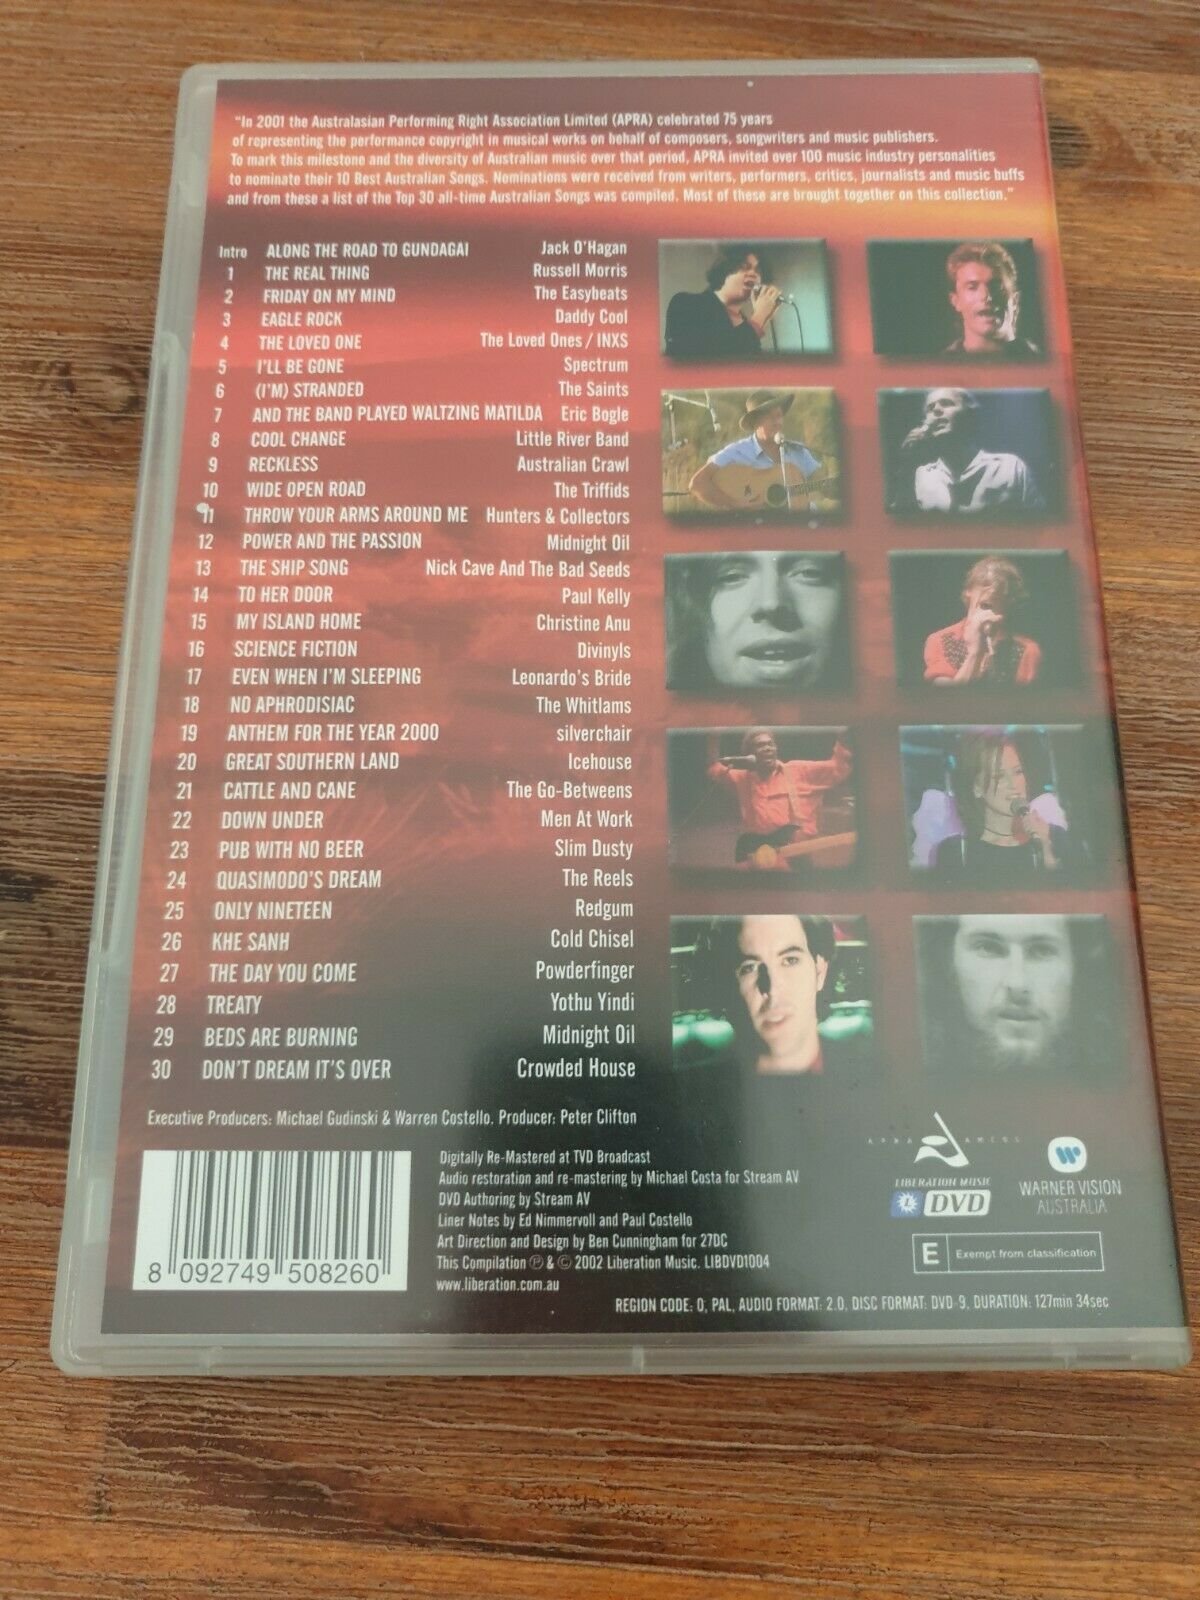 "In 2001 the Australasian Performing Right Association Limited (APRA) celebrated 75 years
of representing the performance copyright in musical works on behalf of composers, songwriters and music publishers.
To mark this milestone and the diversity of Australian music over that period, APRA invited over 100 music industry personalities
to nominate their 10 Best Australian Songs. Nominations were received from writers, performers, critics, journalists and music buffs
and from these a list of the Top 30 all-time Australian Songs was compiled. Most of these are brought together on this collection."
Intro ALONG THE ROAD TO GUNDAGAI Jack O'Hagan
1 THE REAL THING Russell Morris
2 FRIDAY ON MY MIND The Easybeats
3 EAGLE ROCK Daddy Cool
4 THE LOVED ONE The Loved Ones / INXS
5 I'LL BE GONE Spectrum
6 (I'M) STRANDED The Saints
7 AND THE BAND PLAYED WALTZING MATILDA Eric Bogle
8 COOL CHANGE Little River Band
9 RECKLESS Australian Crawl
10 WIDE OPEN ROAD The Triffids
11 THROW YOUR ARMS AROUND ME Hunters & Collectors
12 POWER AND THE PASSION Midnight Oil
13 THE SHIP SONG Nick Cave And The Bad Seeds
14 TO HER DOOR Paul Kelly
15 MY ISLAND HOME Christine Anu
16 SCIENCE FICTION Divinyls
17 EVEN WHEN I'M SLEEPING Leonardo's Bride
18 NO APHRODISIAC The Whitlams
19 ANTHEM FOR THE YEAR 2000 silverchair
20 GREAT SOUTHERN LAND Icehouse
21 CATTLE AND CANE The Go-Betweens
22 DOWN UNDER Men At Work
23 PUB WITH NO BEER Slim Dusty
24 QUASIMODO'S DREAM The Reels
25 ONLY NINETEEN Redgum
26 KHE SANH Cold Chisel
27 THE DAY YOU COME Powderfinger
28 TREATY Yothu Yindi
29 BEDS ARE BURNING Midnight Oil
30 DON'T DREAM IT'S OVER Crowded House
Executive Producers: Michael Gudinski & Warren Costello. Producer: Peter Clifton
Digitally Re-Mastered at TVD Broadcast
Audio restoration and re-mastering by Michael Costa for Stream AV
DVD Authoring by Stream AV
Liner Notes by Ed Nimmervoll and Paul Costello
Art Direction and Design by Ben Cunningham for 27DC
This Compilation ℗ & © 2002 Liberation Music. LIBDVD1004
www.liberation.com.au
8 092749 508260
APRA AMCOS
LIBERATION MUSIC
L DVD
W
WARNER VISION
AUSTRALIA
E Exempt from classification
REGION CODE: 0, PAL, AUDIO FORMAT: 2.0, DISC FORMAT: DVD-9, DURATION: 127min 34sec